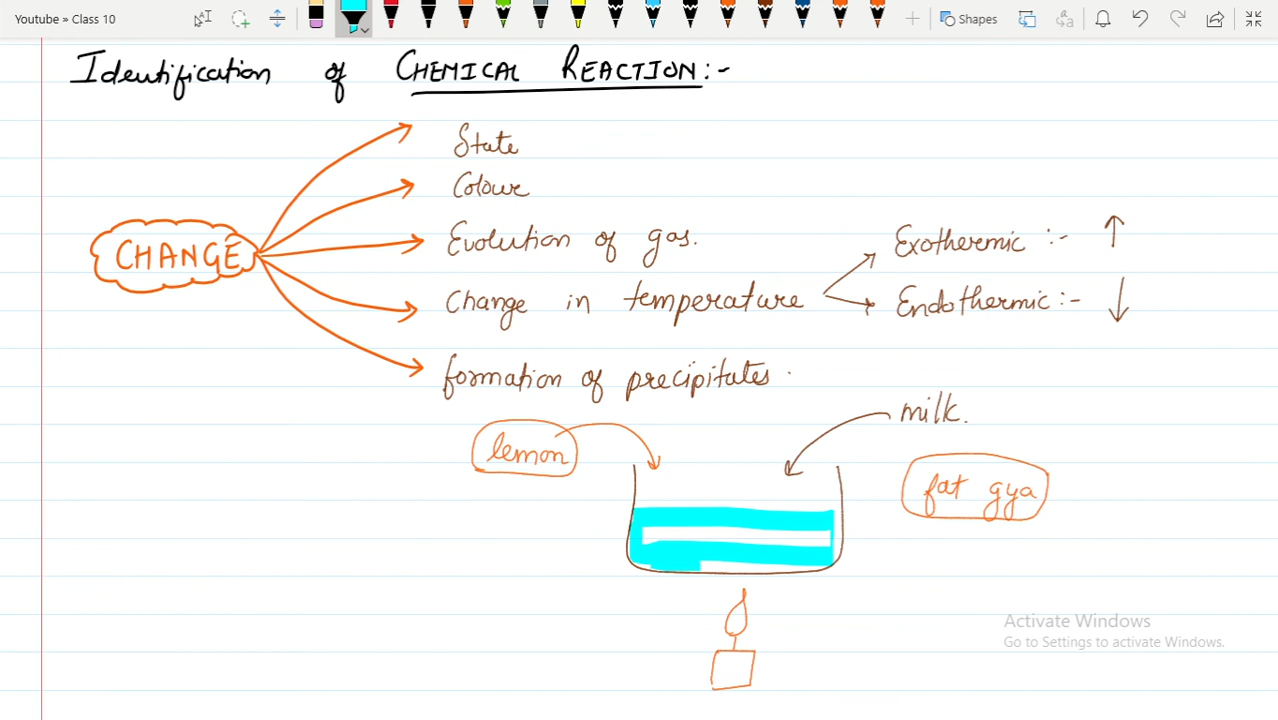 Youtube » Class 10
Shapes
Identification of CHEMICAL REACTION:-
State
Colour
Evolution of gas.
CHANGE
Exothermic :- ↑
Change in temperature
Endothermic :- ↓
formation of precipitates.
milk.
lemon
fat gya
Activate Windows
Go to Settings to activate Windows.